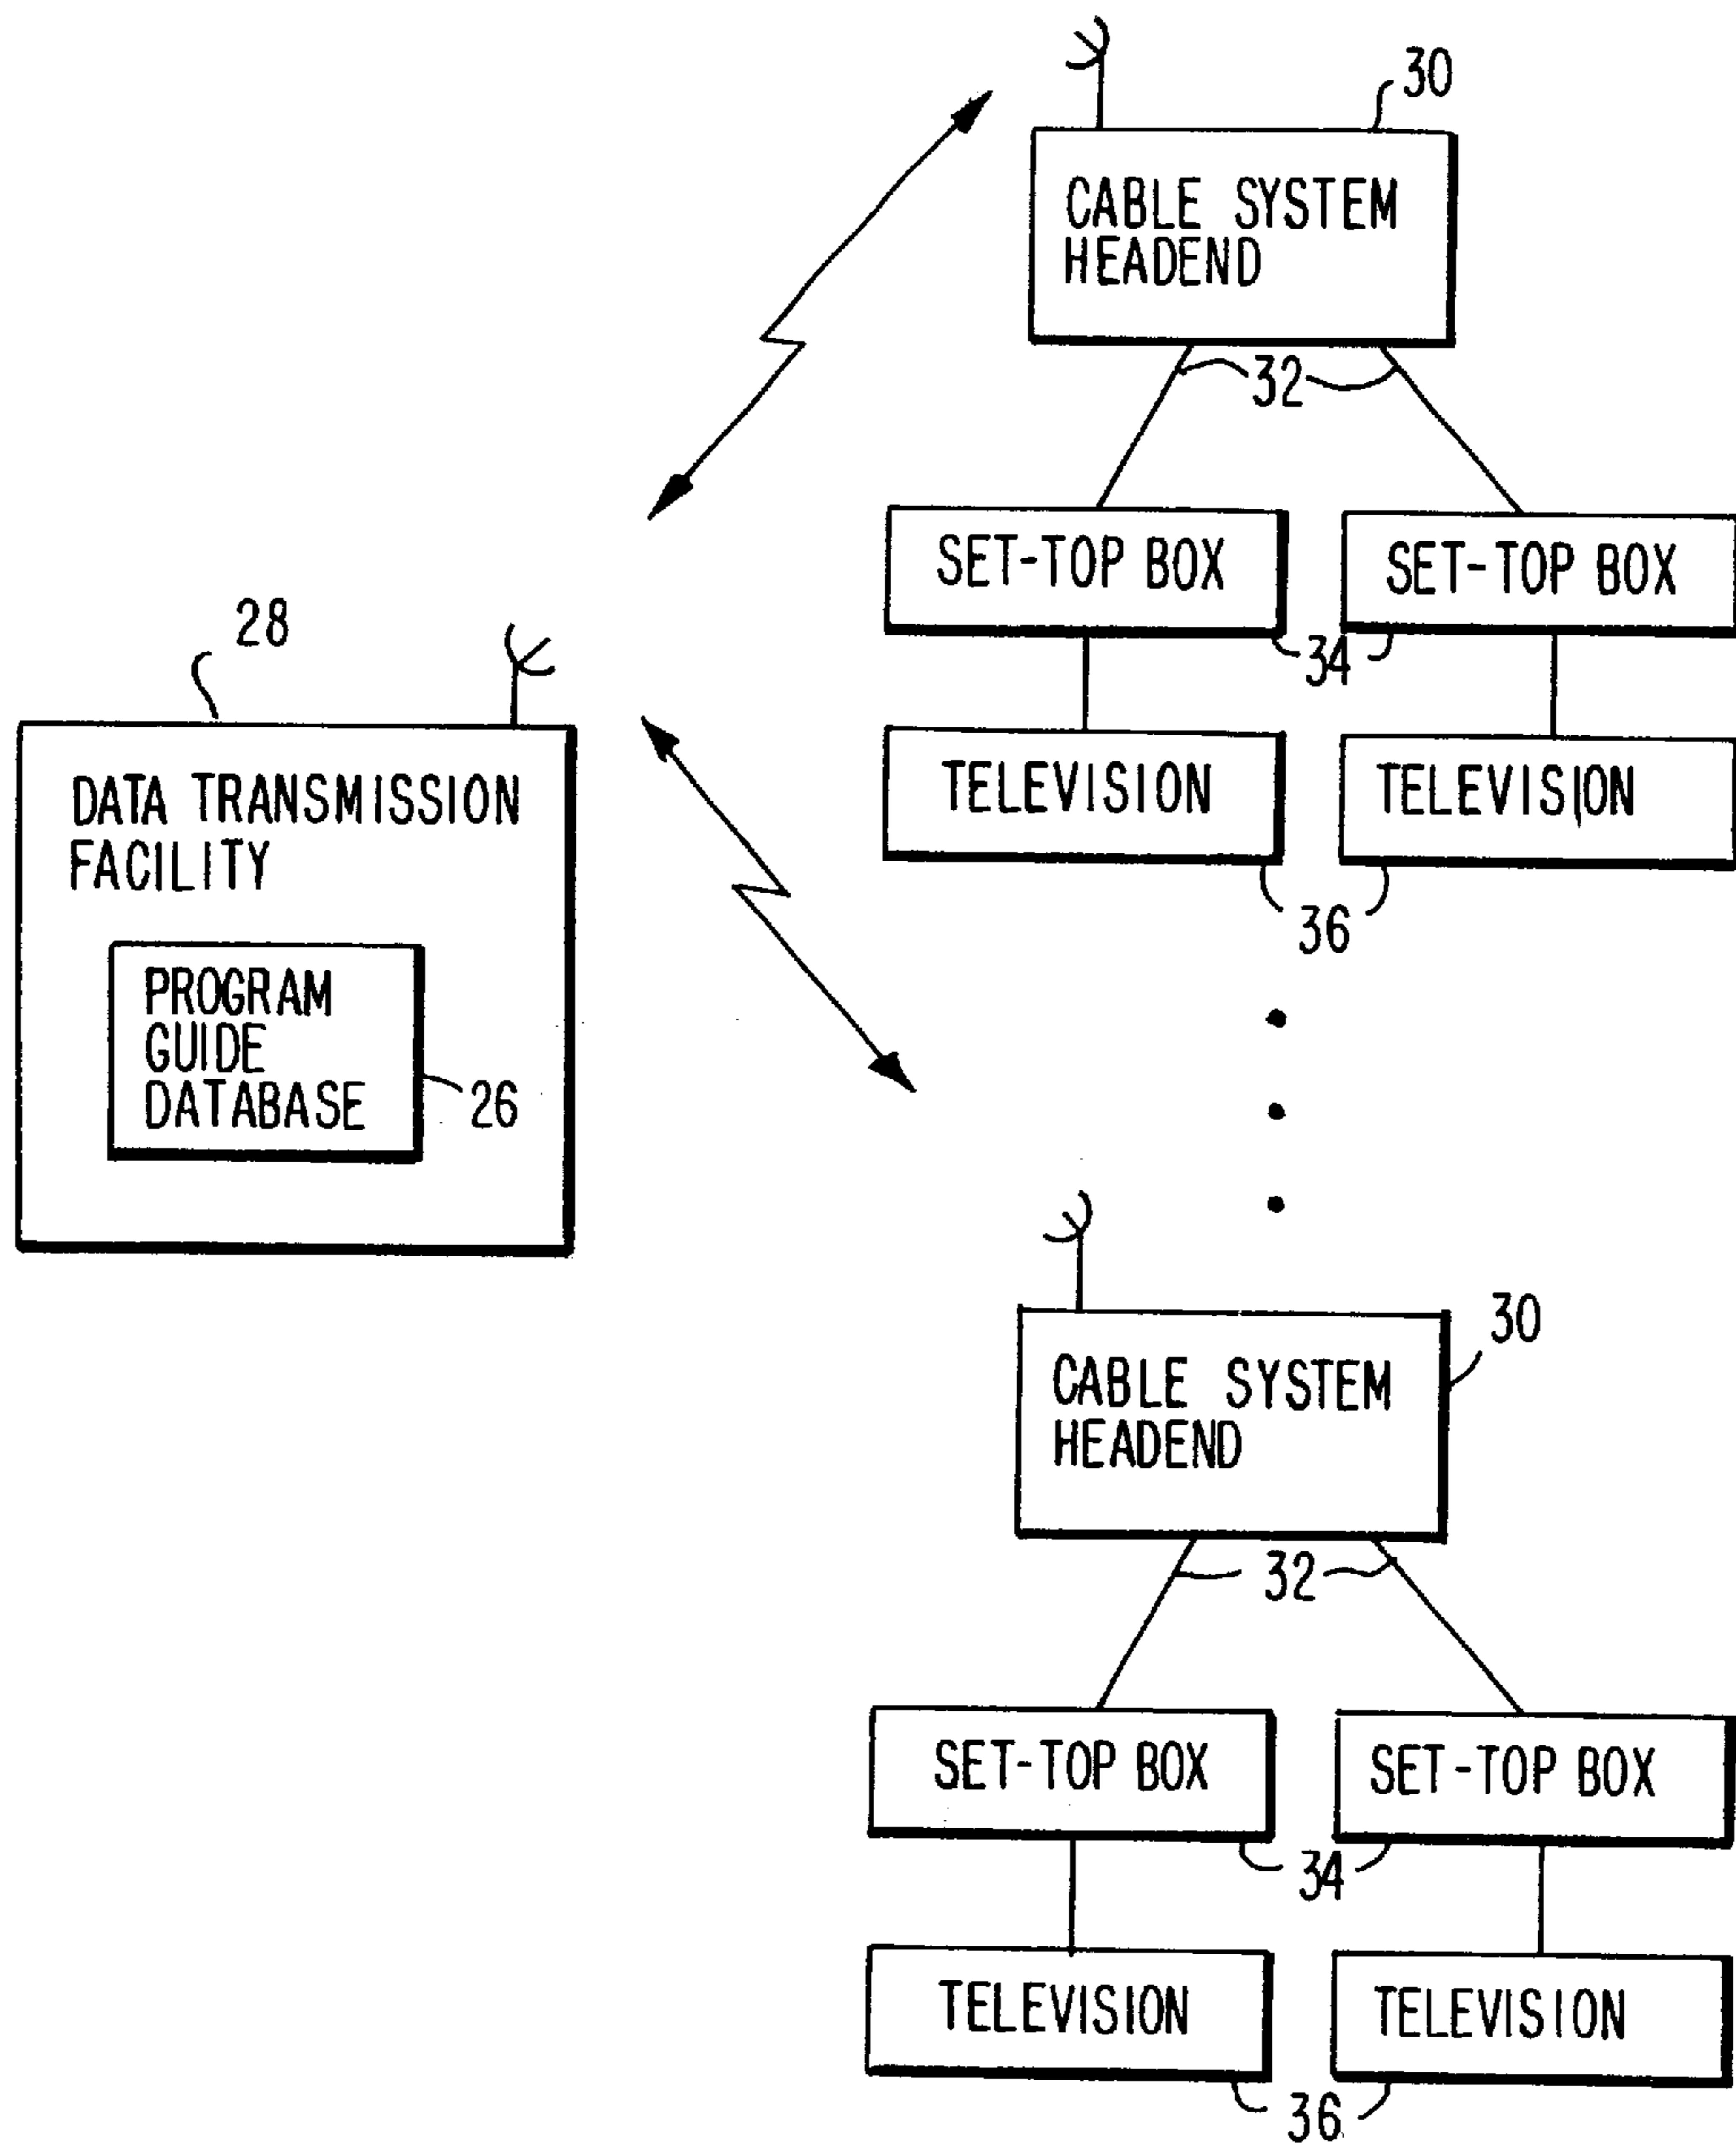 30
CABLE SYSTEM
HEADEND
32
SET-TOP BOX
SET-TOP BOX
34
TELEVISION
TELEVISION
36
28
DATA TRANSMISSION
FACILITY
PROGRAM
GUIDE
DATABASE
26
30
CABLE SYSTEM
HEADEND
32
SET-TOP BOX
SET-TOP BOX
34
TELEVISION
TELEVISION
36